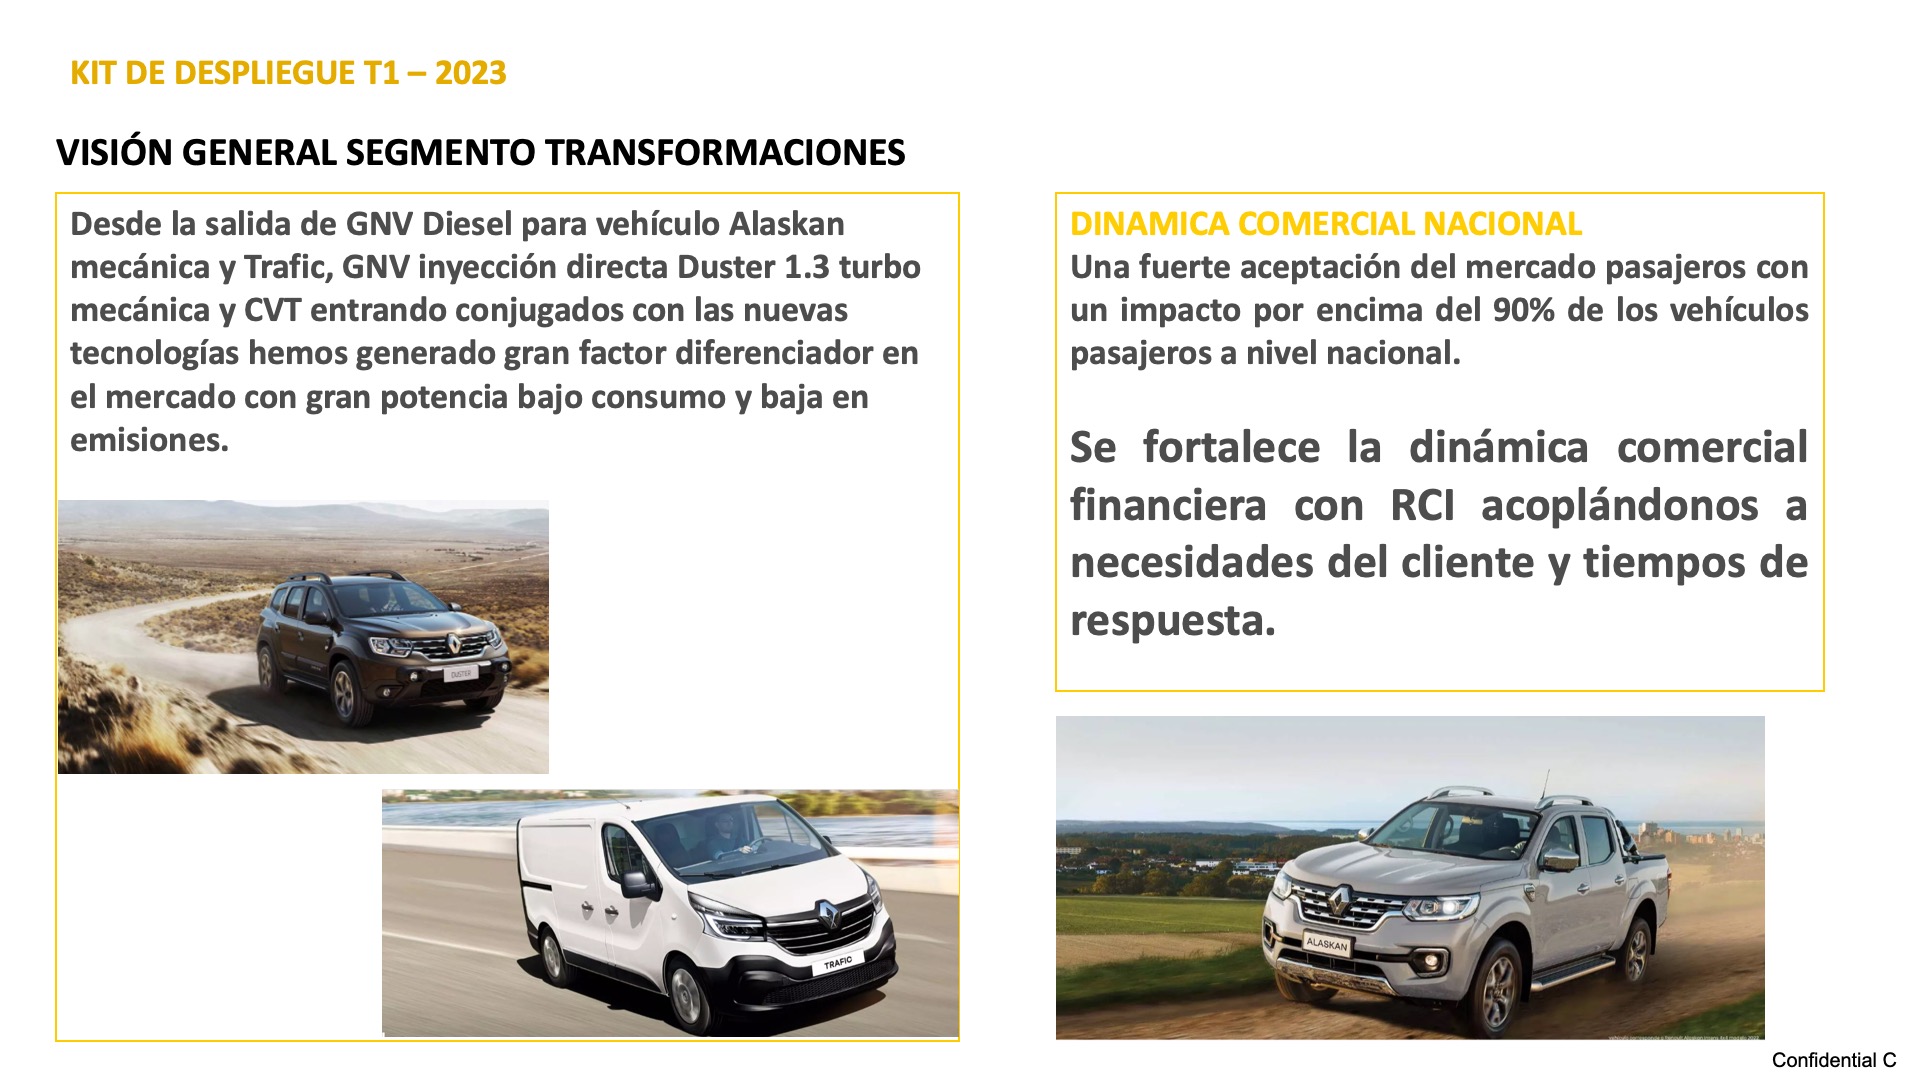 KIT DE DESPLIEGUE T1 – 2023
VISIÓN GENERAL SEGMENTO TRANSFORMACIONES
Desde la salida de GNV Diesel para vehículo Alaskan
mecánica y Trafic, GNV inyección directa Duster 1.3 turbo
mecánica y CVT entrando conjugados con las nuevas
tecnologías hemos generado gran factor diferenciador en
el mercado con gran potencia bajo consumo y baja en
emisiones.
DUSTER
TRAFIC
DINAMICA COMERCIAL NACIONAL
Una fuerte aceptación del mercado pasajeros con
un impacto por encima del 90% de los vehículos
pasajeros a nivel nacional.
Se fortalece la dinámica comercial
financiera con RCI acoplándonos a
necesidades del cliente y tiempos de
respuesta.
ALASKAN
Confidential C